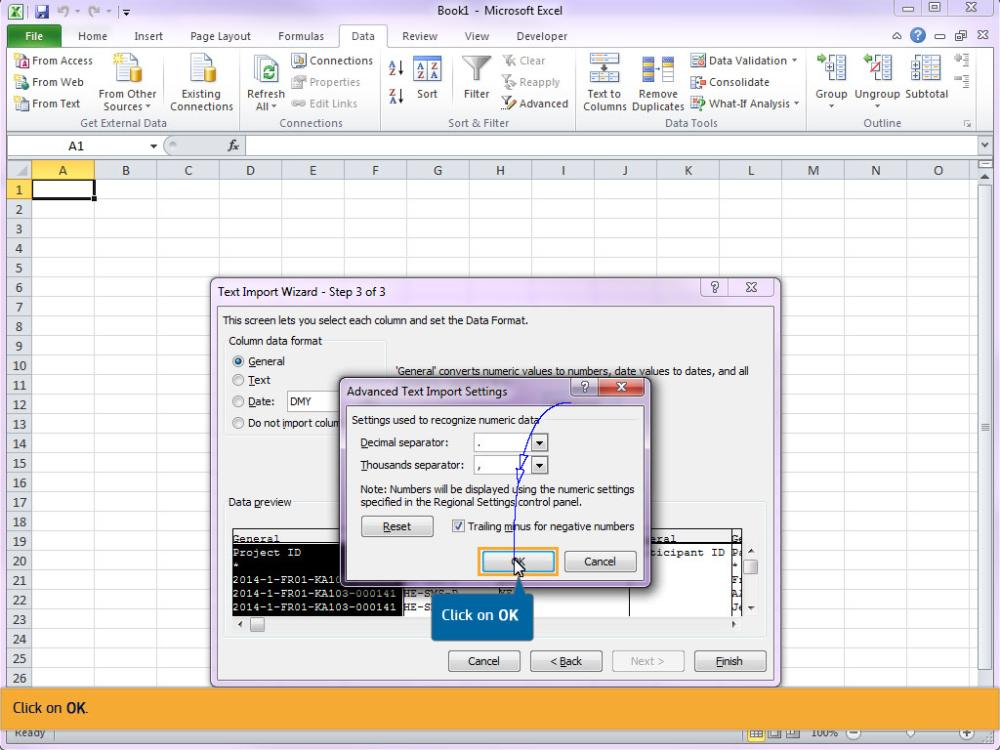 Book1 - Microsoft Excel
File Home Insert Page Layout Formulas Data Review View Developer
From Access
From Web
From Text
From Other Sources
Existing Connections
Get External Data
Refresh All
Connections
Properties
Edit Links
Connections
Sort
Filter
Clear
Reapply
Advanced
Sort & Filter
Text to Columns
Remove Duplicates
Data Validation
Consolidate
What-If Analysis
Data Tools
Group
Ungroup
Subtotal
Outline
A1
fx
A B C D E F G H I J K L M N O
1
2
3
4
5
6
7
8
9
10
11
12
13
14
15
16
17
18
19
20
21
22
23
24
25
26
Text Import Wizard - Step 3 of 3
This screen lets you select each column and set the Data Format.
Column data format
General
Text
Date: DMY
Do not import colum
'General' converts numeric values to numbers, date values to dates, and all
Advanced Text Import Settings
Settings used to recognize numeric data
Decimal separator: .
Thousands separator: ,
Note: Numbers will be displayed using the numeric settings
specified in the Regional Settings control panel.
Reset
Trailing minus for negative numbers
OK
Cancel
Data preview
General
Project ID
*
2014-1-FR01-KA10
2014-1-FR01-KA103-000141
2014-1-FR01-KA103-000141
ticipant ID
Click on OK
Cancel
< Back
Next >
Finish
Click on OK.
Ready
100%